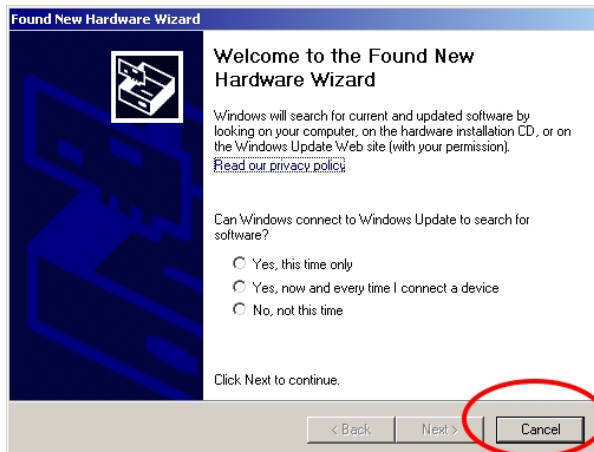 Found New Hardware Wizard
Welcome to the Found New
Hardware Wizard
Windows will search for current and updated software by
looking on your computer, on the hardware installation CD, or on
the Windows Update Web site (with your permission).
Read our privacy policy
Can Windows connect to Windows Update to search for
software?
Yes, this time only
Yes, now and every time I connect a device
No, not this time
Click Next to continue.
< Back Next > Cancel